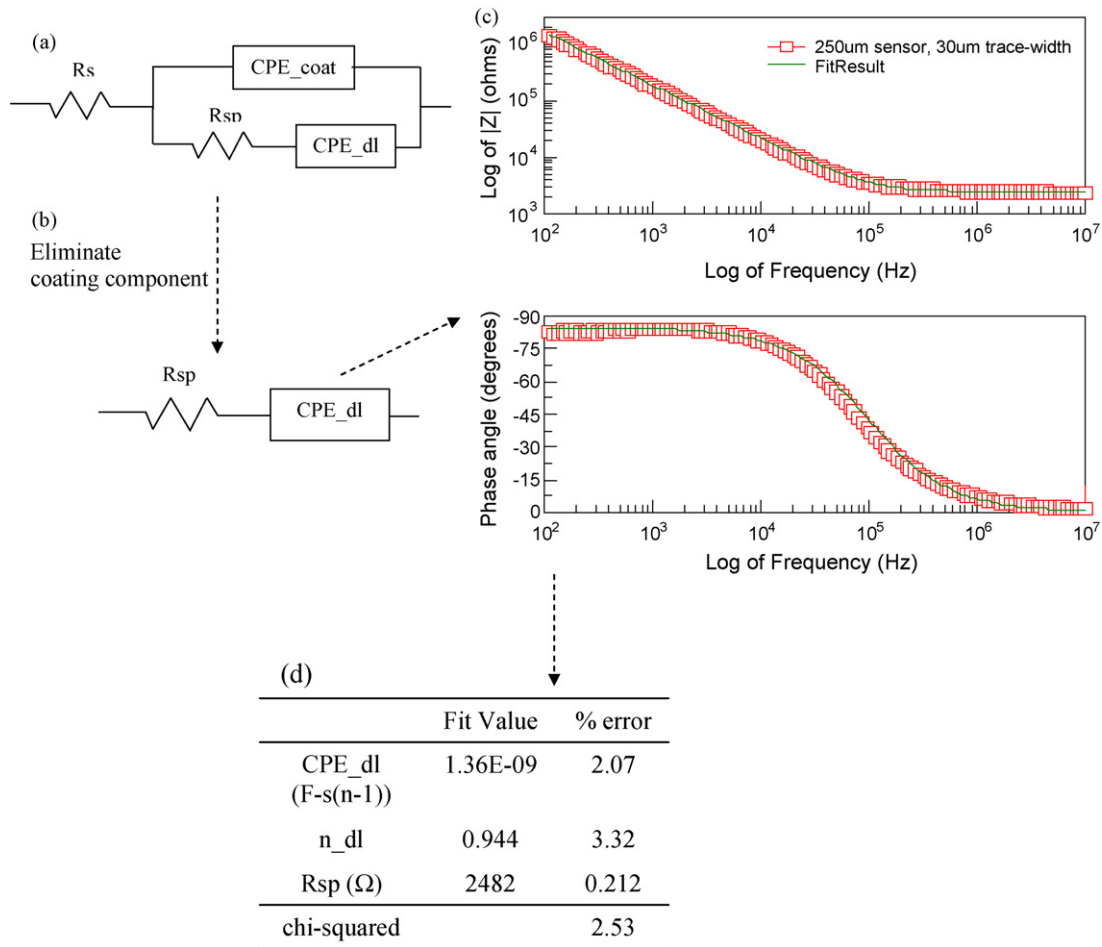 (a)
Rs
CPE_coat
Rsp
CPE_dl
(b)
Eliminate
coating component
Rsp
CPE_dl
(c)
Log of |Z| (ohms)
10^6
10^5
10^4
10^3
250um sensor, 30um trace-width
FitResult
10^2 10^3 10^4 10^5 10^6 10^7
Log of Frequency (Hz)
Phase angle (degrees)
-90
-75
-60
-45
-30
-15
0
10^2 10^3 10^4 10^5 10^6 10^7
Log of Frequency (Hz)
(d)
Fit Value % error
CPE_dl 1.36E-09 2.07
(F-s(n-1))
n_dl 0.944 3.32
Rsp (Ω) 2482 0.212
chi-squared 2.53